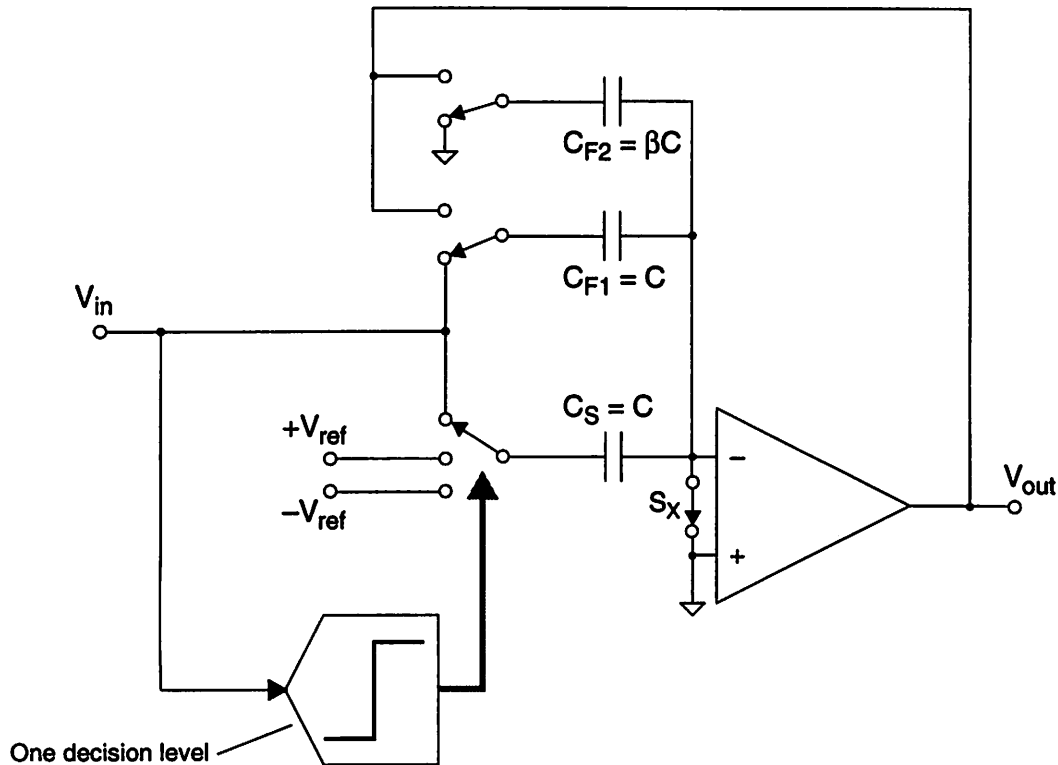 C_F2 = βC
C_F1 = C
V_in
C_S = C
+V_ref
−V_ref
S_X
−
+
V_out
One decision level